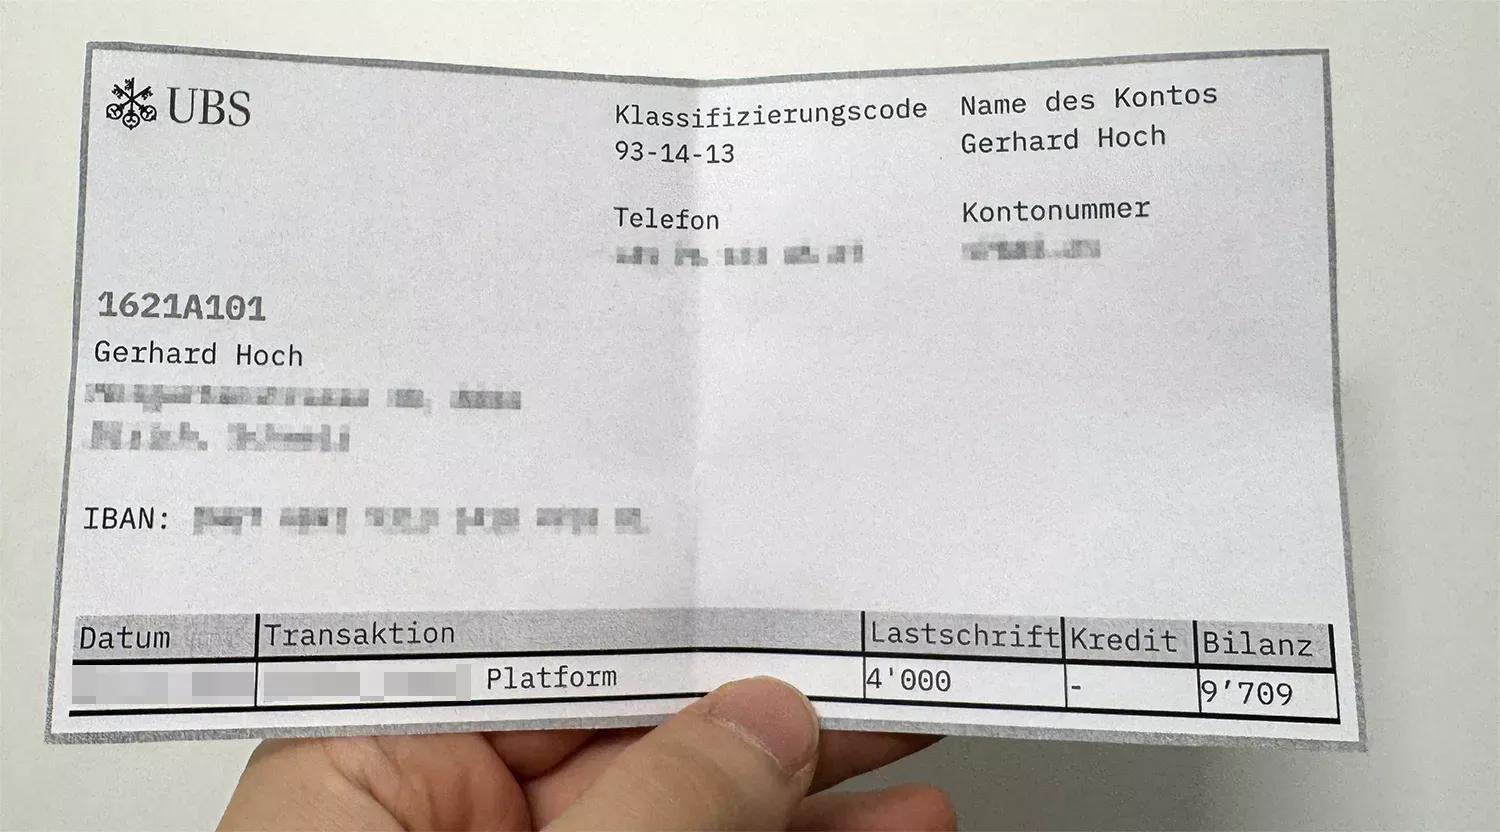 UBS
Klassifizierungscode
93-14-13
Name des Kontos
Gerhard Hoch
Telefon
Kontonummer
1621A101
Gerhard Hoch
IBAN:
Datum Transaktion Lastschrift Kredit Bilanz
Platform 4'000 - 9’709